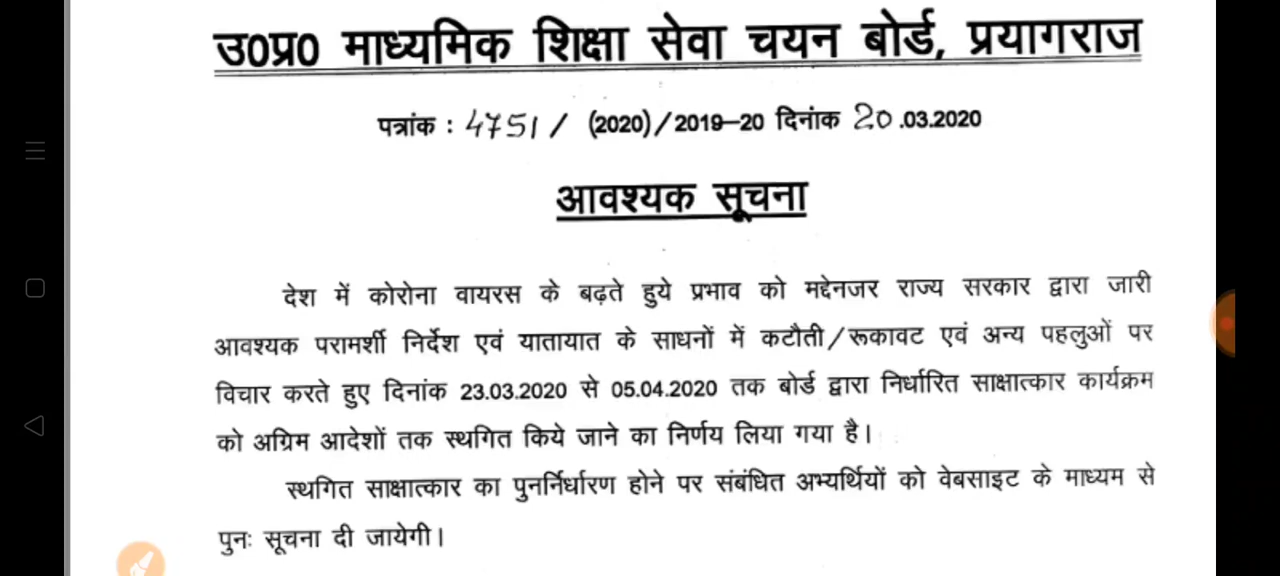 उ0प्र0 माध्यमिक शिक्षा सेवा चयन बोर्ड, प्रयागराज
पत्रांक : 4751 / (2020)/2019–20 दिनांक 20.03.2020
आवश्यक सूचना
देश में कोरोना वायरस के बढ़ते हुये प्रभाव को मद्देनजर राज्य सरकार द्वारा जारी
आवश्यक परामर्शी निर्देश एवं यातायात के साधनों में कटौती/रूकावट एवं अन्य पहलुओं पर
विचार करते हुए दिनांक 23.03.2020 से 05.04.2020 तक बोर्ड द्वारा निर्धारित साक्षात्कार कार्यक्रम
को अग्रिम आदेशों तक स्थगित किये जाने का निर्णय लिया गया है।
स्थगित साक्षात्कार का पुनर्निर्धारण होने पर संबंधित अभ्यर्थियों को वेबसाइट के माध्यम से
पुनः सूचना दी जायेगी।